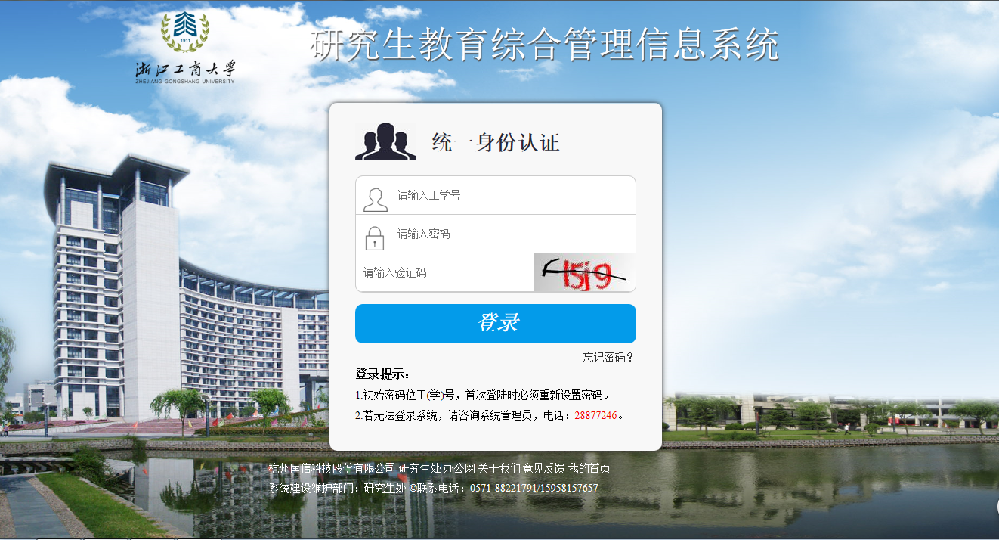 1911
浙江工商大学
ZHEJIANG GONGSHANG UNIVERSITY
研究生教育综合管理信息系统
统一身份认证
请输入工学号
请输入密码
请输入验证码
15j9
登录
忘记密码?
登录提示:
1.初始密码位工(学)号，首次登陆时必须重新设置密码。
2.若无法登录系统，请咨询系统管理员，电话：28877246。
杭州匡信科技股份有限公司 研究生处办公网 关于我们 意见反馈 我的首页
系统建设维护部门：研究生处 ©联系电话：0571-88221791/15958157657